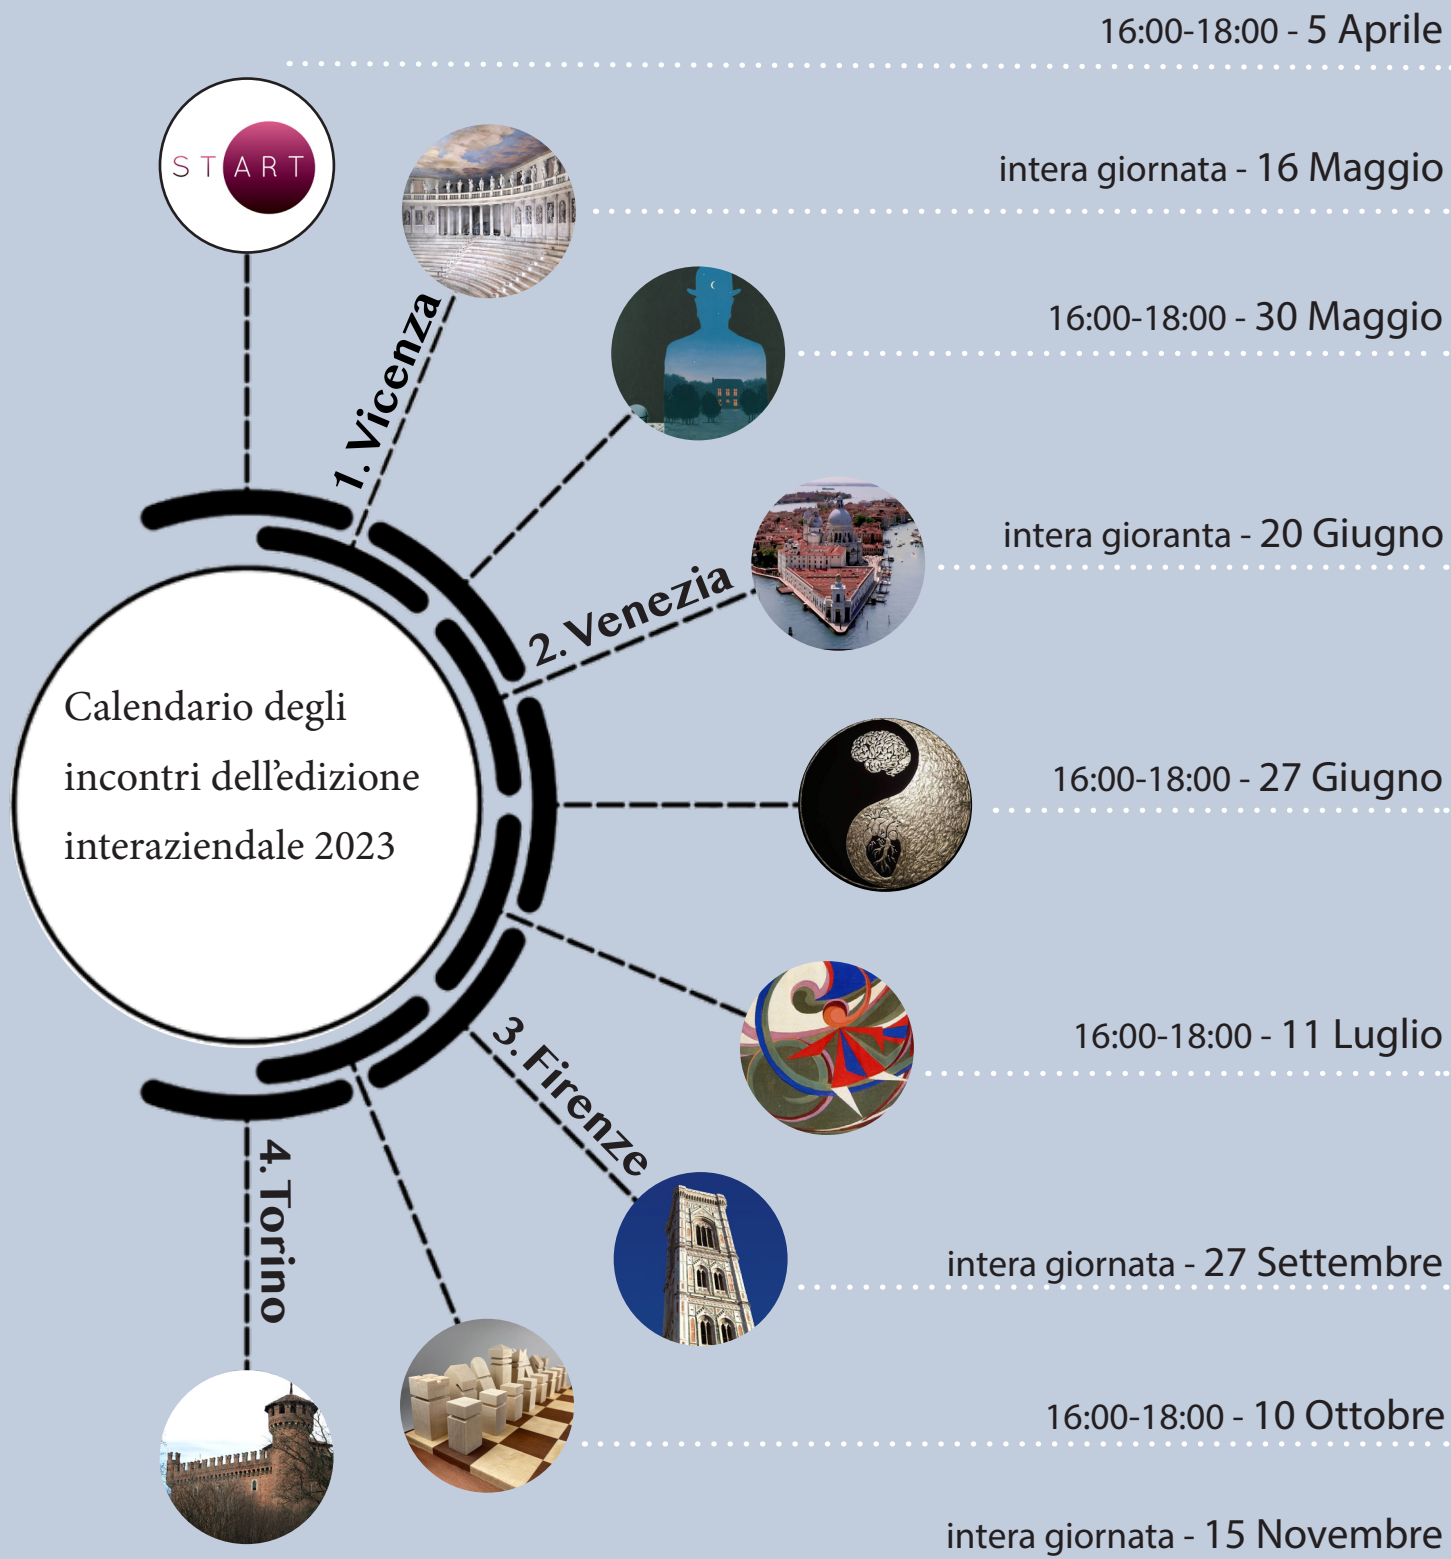 16:00-18:00 - 5 Aprile
START
intera giornata - 16 Maggio
1. Vicenza
16:00-18:00 - 30 Maggio
intera gioranta - 20 Giugno
2. Venezia
Calendario degli
incontri dell'edizione
interaziendale 2023
16:00-18:00 - 27 Giugno
16:00-18:00 - 11 Luglio
3. Firenze
intera giornata - 27 Settembre
4. Torino
16:00-18:00 - 10 Ottobre
intera giornata - 15 Novembre